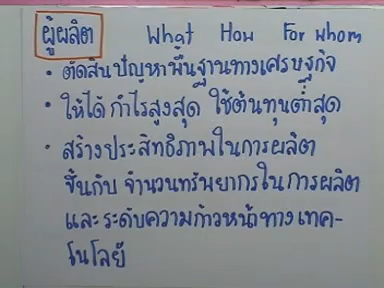 ผู้ผลิต What How For whom
• ตัดสินปัญหาพื้นฐานทางเศรษฐกิจ
• ให้ได้กำไรสูงสุด ใช้ต้นทุนต่ำสุด
• สร้างประสิทธิภาพในการผลิต
ขึ้นกับ จำนวนทรัพยากรในการผลิต
และระดับความก้าวหน้าทางเทค-
โนโลยี